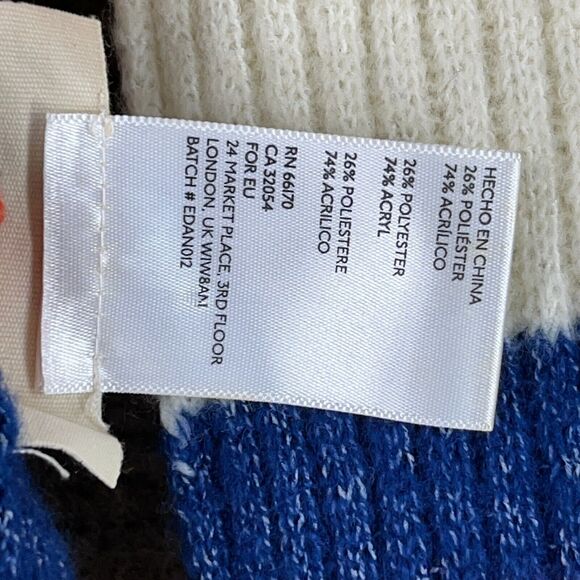 HECHO EN CHINA
26% POLIÉSTER
74% ACRÍLICO
26% POLYESTER
74% ACRYL
26% POLIESTERE
74% ACRILICO
RN 66170
CA 32054
FOR EU
24 MARKET PLACE, 3RD FLOOR
LONDON, UK W1W8AM
BATCH # EDAN012